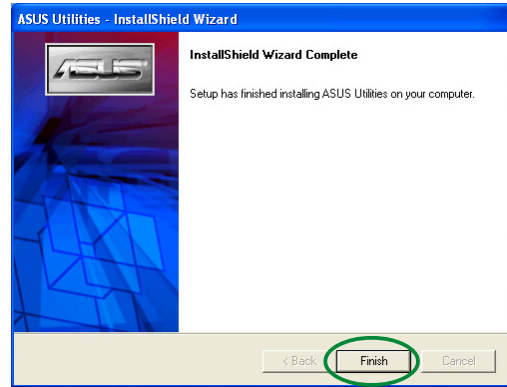 ASUS Utilities - InstallShield Wizard
ASUS
InstallShield Wizard Complete
Setup has finished installing ASUS Utilities on your computer.
< Back
Finish
Cancel